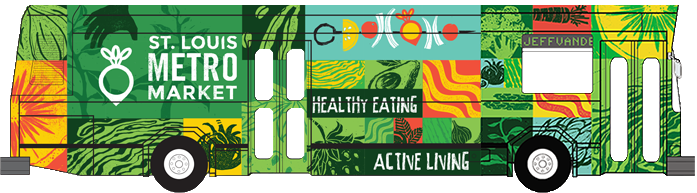 ST. LOUIS
METRO
MARKET
JEFFVANDE
HEALTHY EATING
ACTIVE LIVING